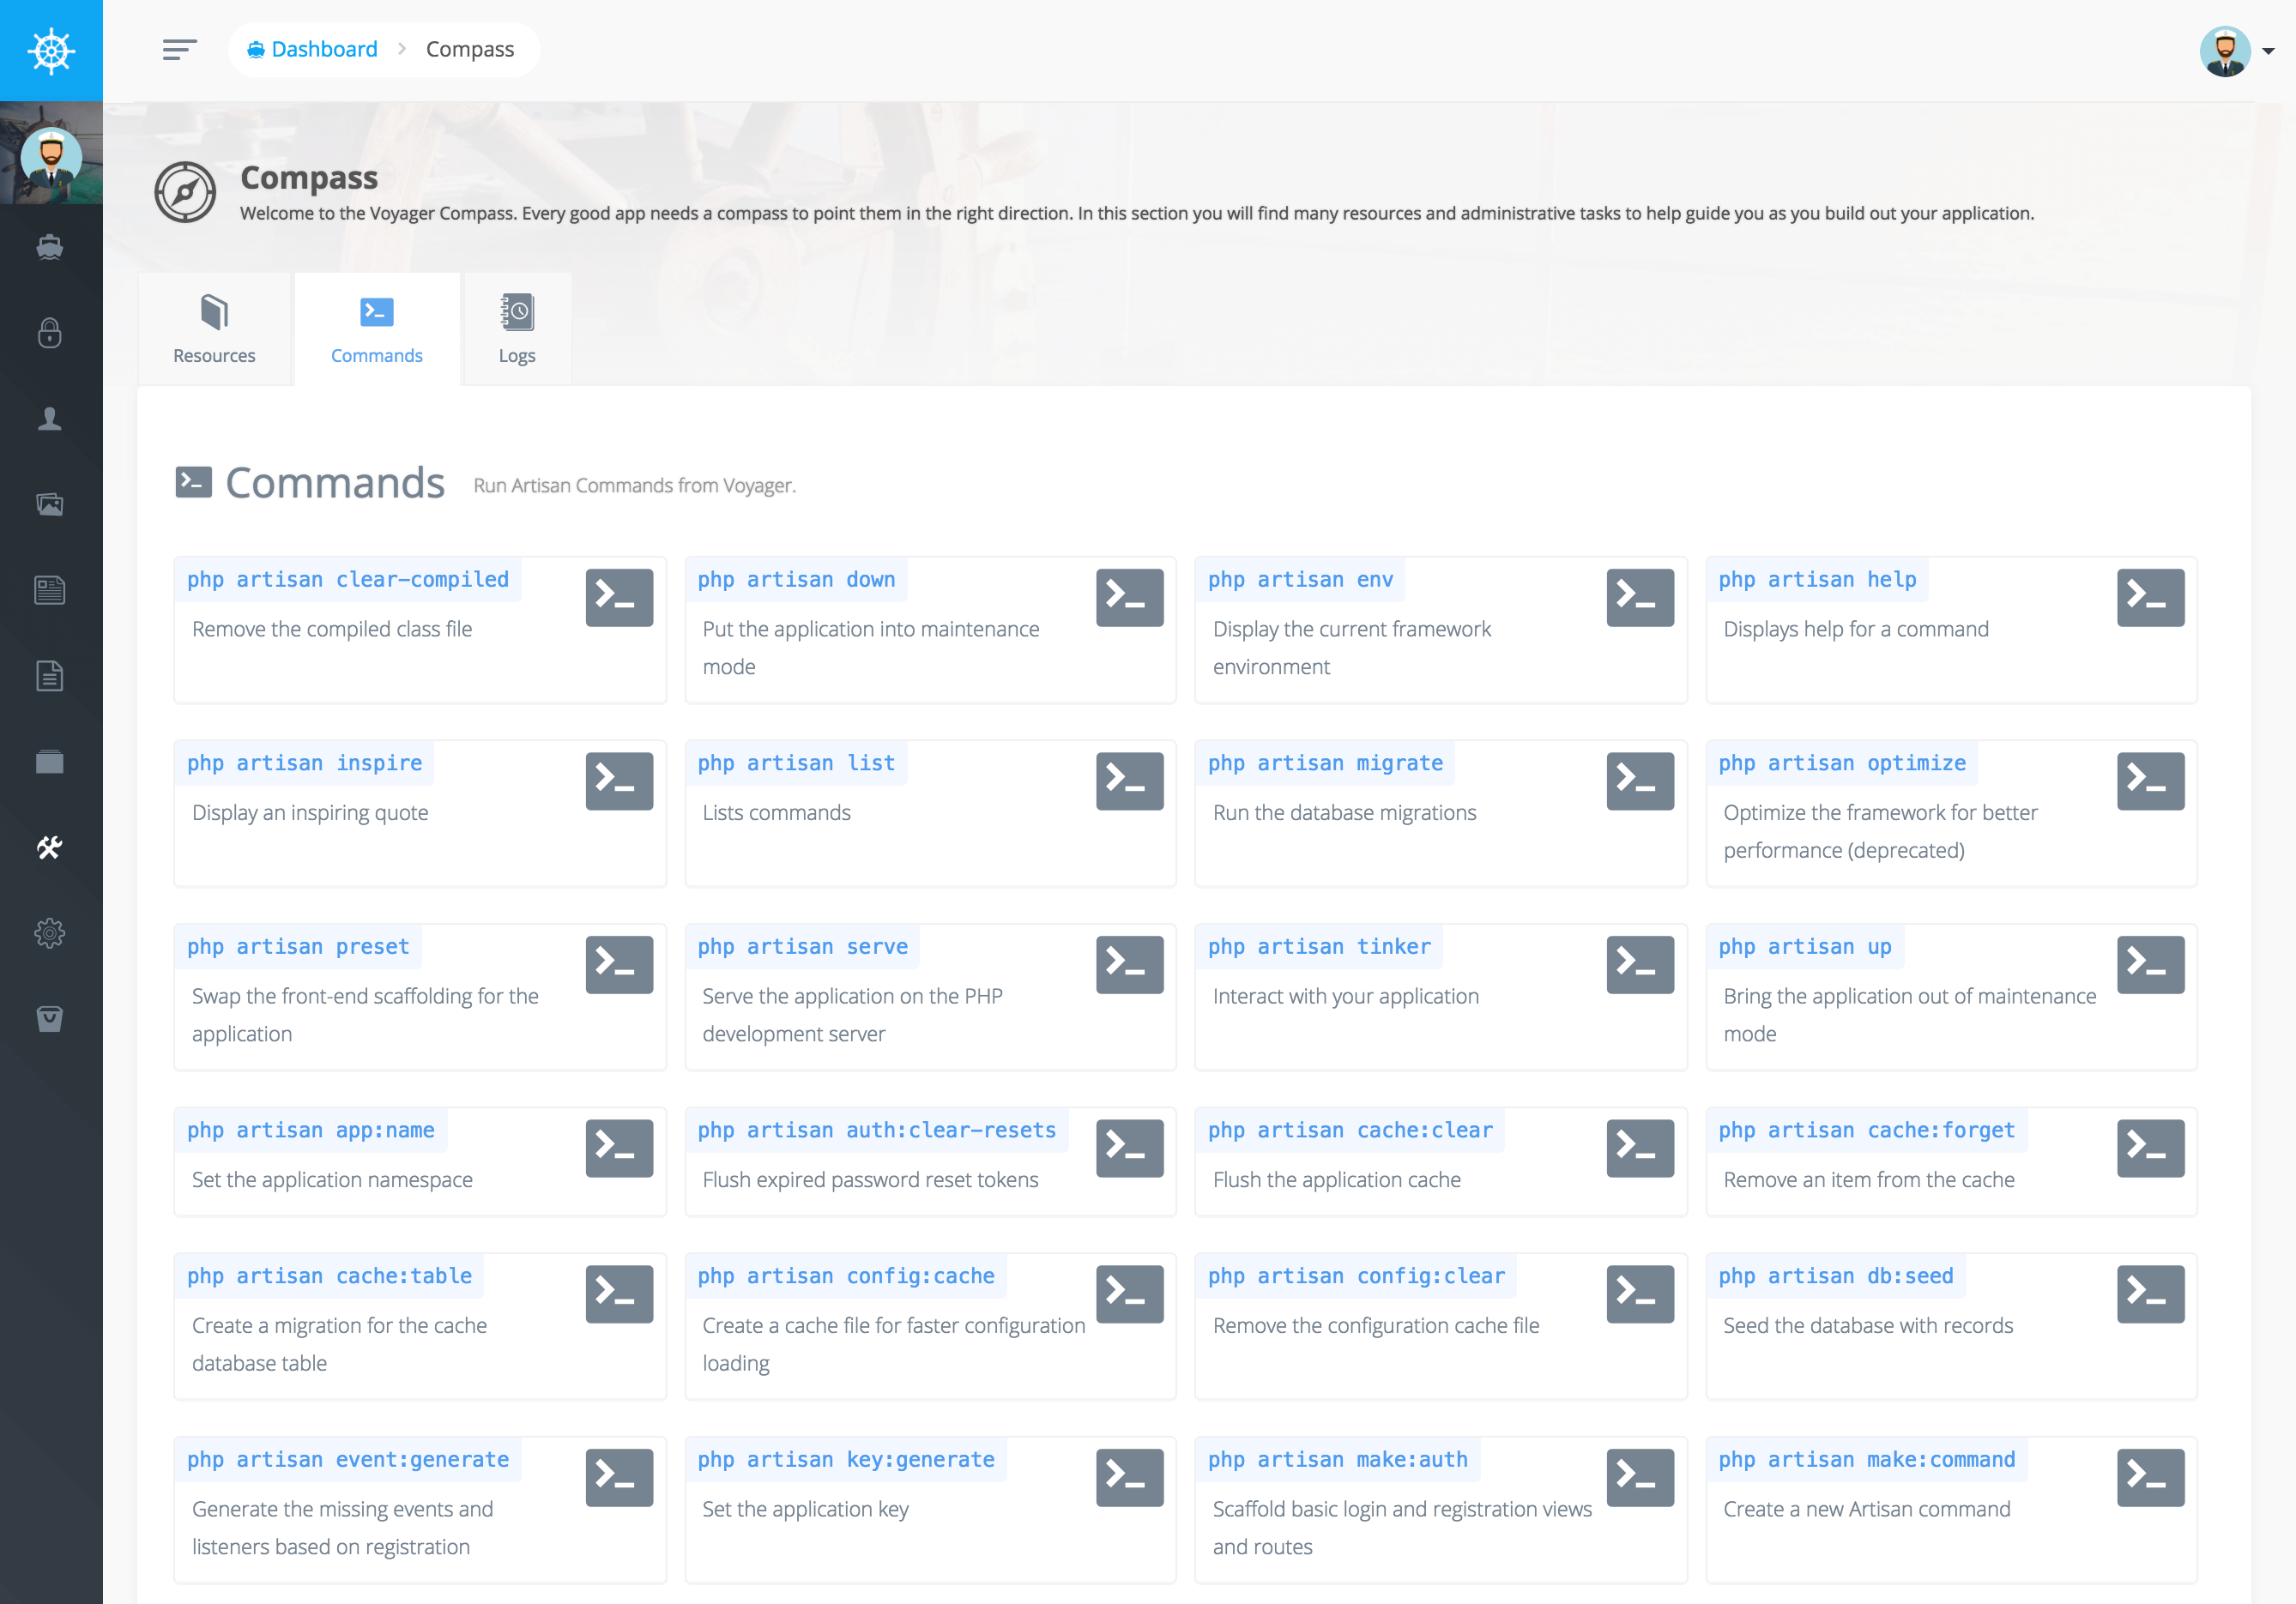 Dashboard > Compass
Compass
Welcome to the Voyager Compass. Every good app needs a compass to point them in the right direction. In this section you will find many resources and administrative tasks to help guide you as you build out your application.
Resources
Commands
Logs
Commands
Run Artisan Commands from Voyager.
php artisan clear-compiled
Remove the compiled class file
php artisan down
Put the application into maintenance
mode
php artisan env
Display the current framework
environment
php artisan help
Displays help for a command
php artisan inspire
Display an inspiring quote
php artisan list
Lists commands
php artisan migrate
Run the database migrations
php artisan optimize
Optimize the framework for better
performance (deprecated)
php artisan preset
Swap the front-end scaffolding for the
application
php artisan serve
Serve the application on the PHP
development server
php artisan tinker
Interact with your application
php artisan up
Bring the application out of maintenance
mode
php artisan app:name
Set the application namespace
php artisan auth:clear-resets
Flush expired password reset tokens
php artisan cache:clear
Flush the application cache
php artisan cache:forget
Remove an item from the cache
php artisan cache:table
Create a migration for the cache
database table
php artisan config:cache
Create a cache file for faster configuration
loading
php artisan config:clear
Remove the configuration cache file
php artisan db:seed
Seed the database with records
php artisan event:generate
Generate the missing events and
listeners based on registration
php artisan key:generate
Set the application key
php artisan make:auth
Scaffold basic login and registration views
and routes
php artisan make:command
Create a new Artisan command